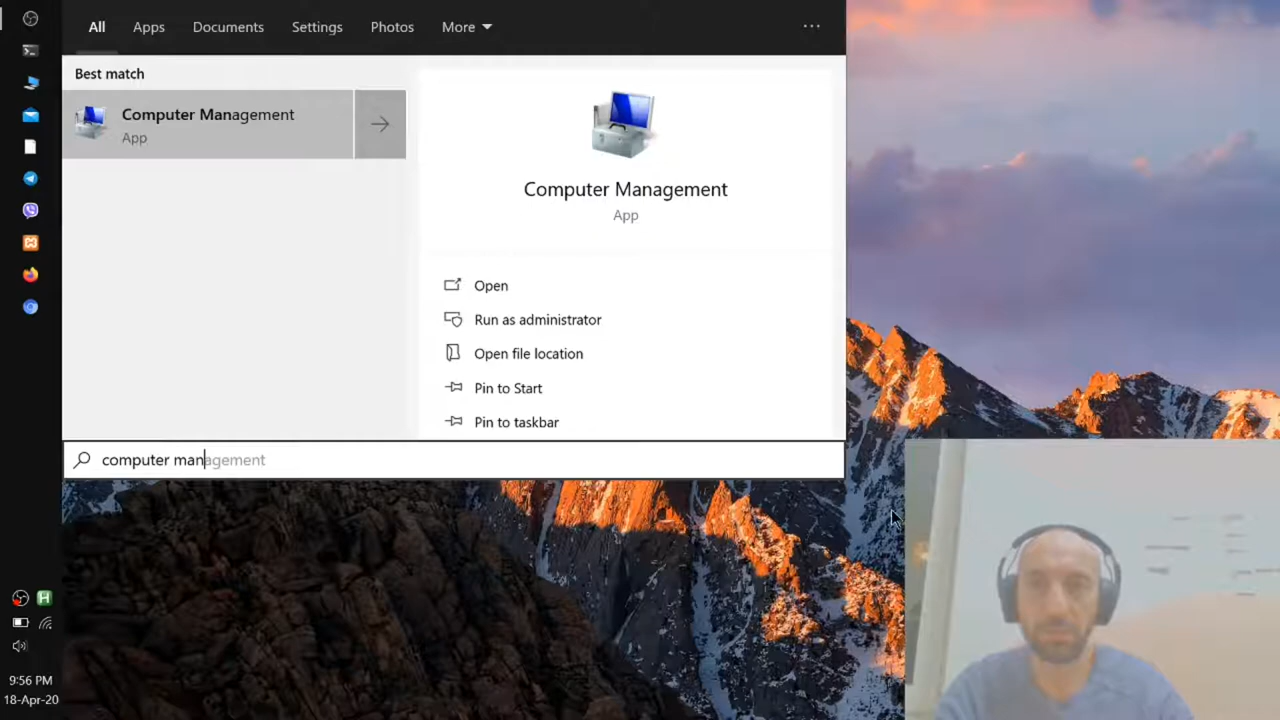 All Apps Documents Settings Photos More ...
Best match
Computer Management
App
Computer Management
App
Open
Run as administrator
Open file location
Pin to Start
Pin to taskbar
computer management
9:56 PM
18-Apr-20